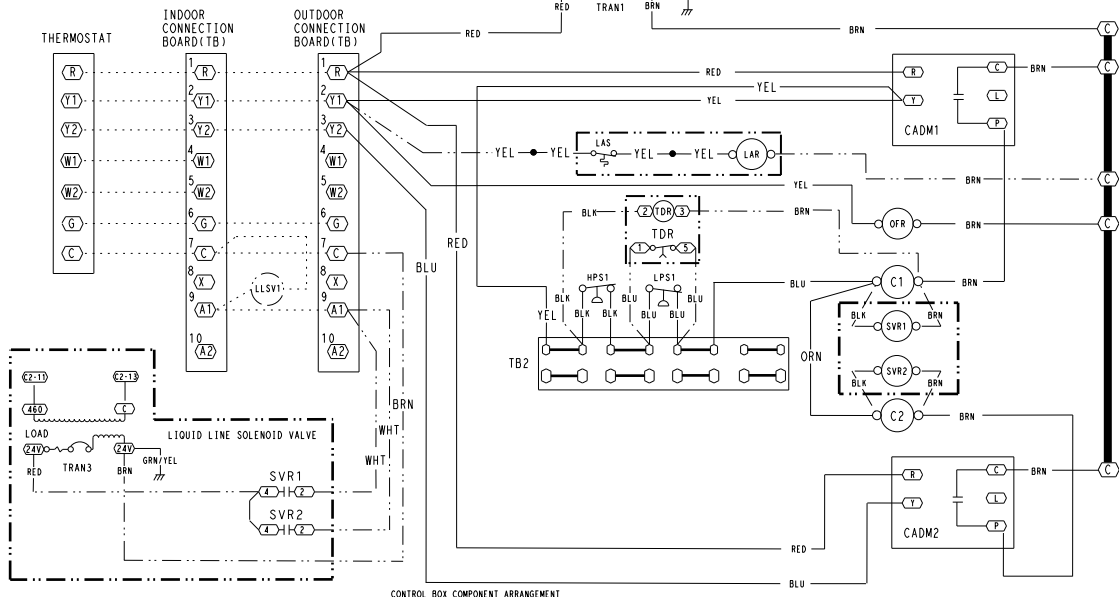 RED TRAN1 BRN
RED BRN C
THERMOSTAT
INDOOR
CONNECTION
BOARD(TB)
OUTDOOR
CONNECTION
BOARD(TB)
R 1 R 1 R RED R C BRN C
YEL
Y1 2 Y1 2 Y1 YEL Y L
CADM1 P
Y2 3 Y2 3 Y2
LAS
YEL YEL YEL YEL LAR
W1 4 W1 4 W1
BRN C
W2 5 W2 5 W2
YEL
G 6 G 6 G
BLK 2 TDR 3 BRN
OFR BRN C
TDR
1 5
C 7 C 7 C
RED
BLU
8 X 8 X
LLSV1
HPS1 LPS1
BLU C1 BRN
BLK BLU BLU
9 A1 9 A1
YEL BLK BLK BLU BLU
BLK SVR1 BRN
10 A2 10 A2
TB2
ORN
SVR2
BLK BRN
C2 BRN
C2-11 C2-13
460 C
BRN
LOAD
LIQUID LINE SOLENOID VALVE
WHT
24V 24V
RED TRAN3 BRN GRN/YEL
WHT
SVR1
4 2
SVR2
4 2
R C BRN C
Y L
CADM2 P
RED
BLU
CONTROL BOX COMPONENT ARRANGEMENT